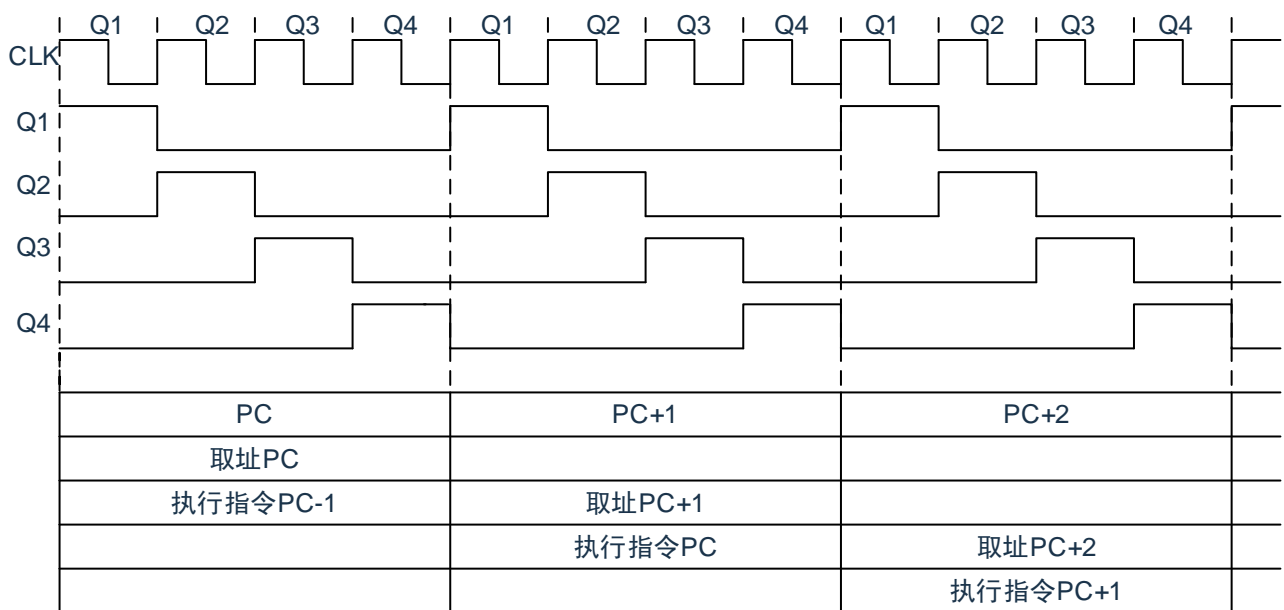 Q1 Q2 Q3 Q4 Q1 Q2 Q3 Q4 Q1 Q2 Q3 Q4
CLK
Q1
Q2
Q3
Q4
PC PC+1 PC+2
取址PC
执行指令PC-1 取址PC+1
执行指令PC 取址PC+2
执行指令PC+1